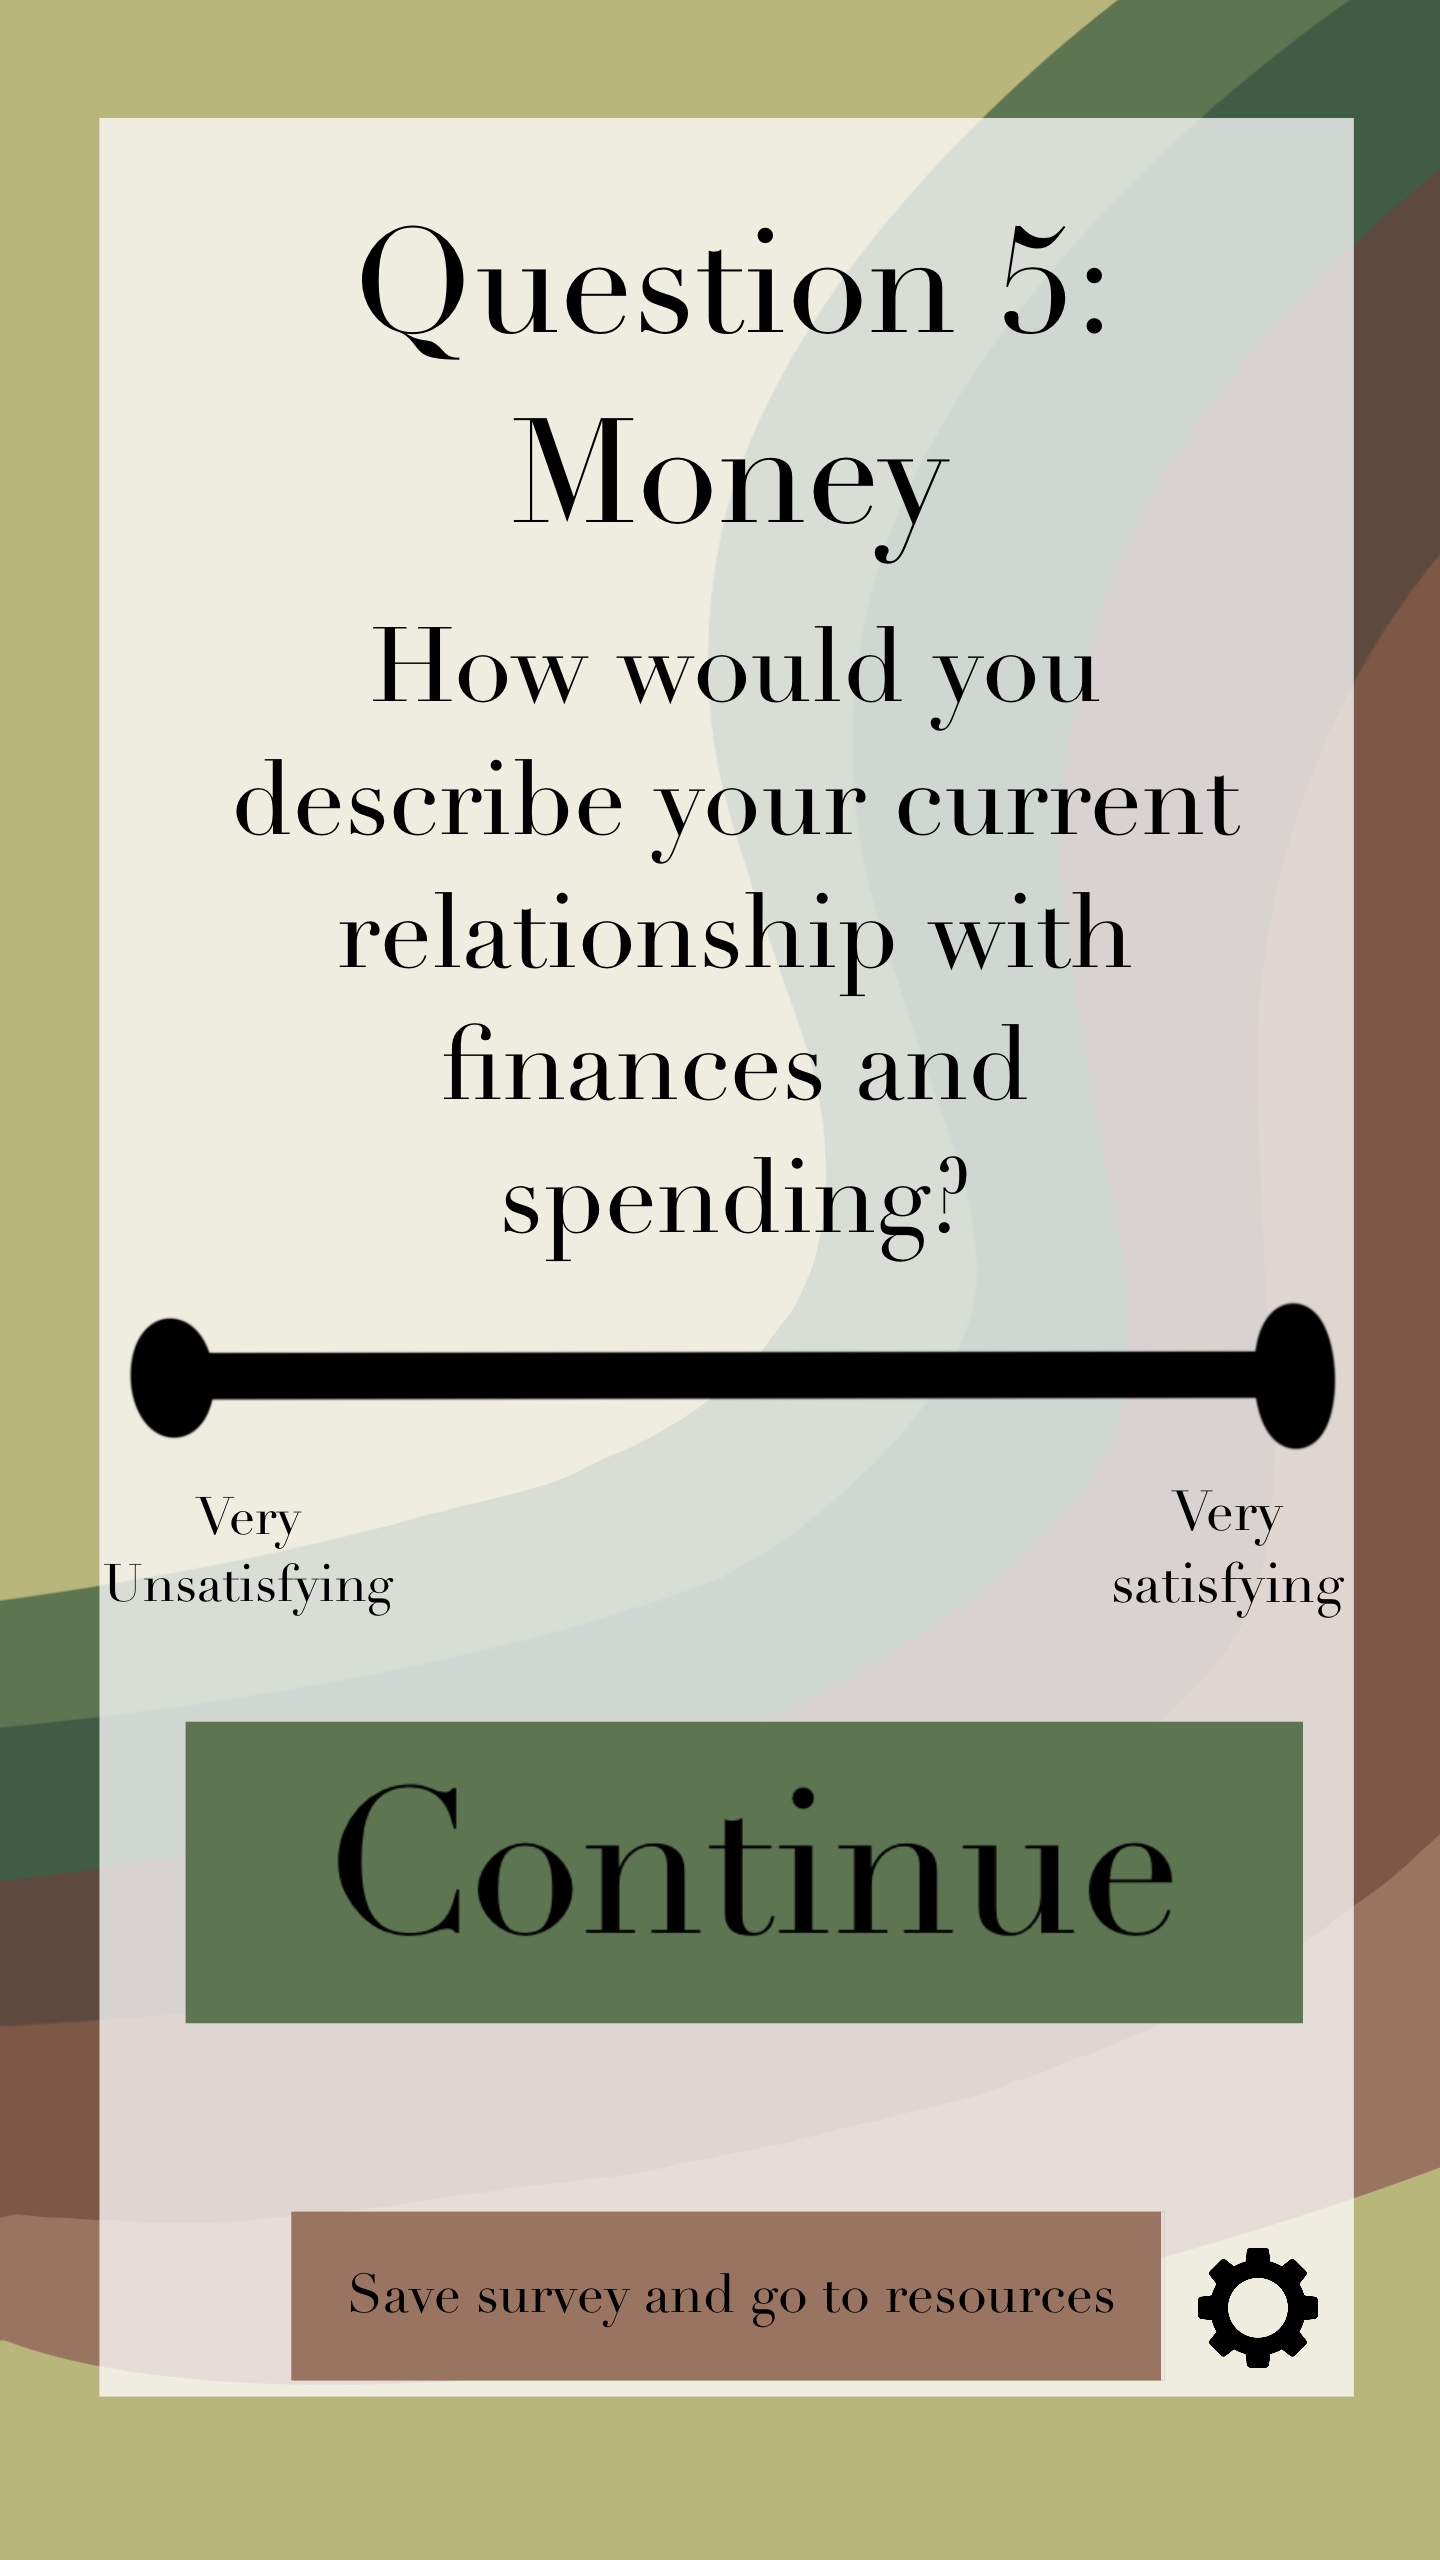 Question 5:
Money
How would you
describe your current
relationship with
finances and
spending?
Very
Unsatisfying
Very
satisfying
Continue
Save survey and go to resources